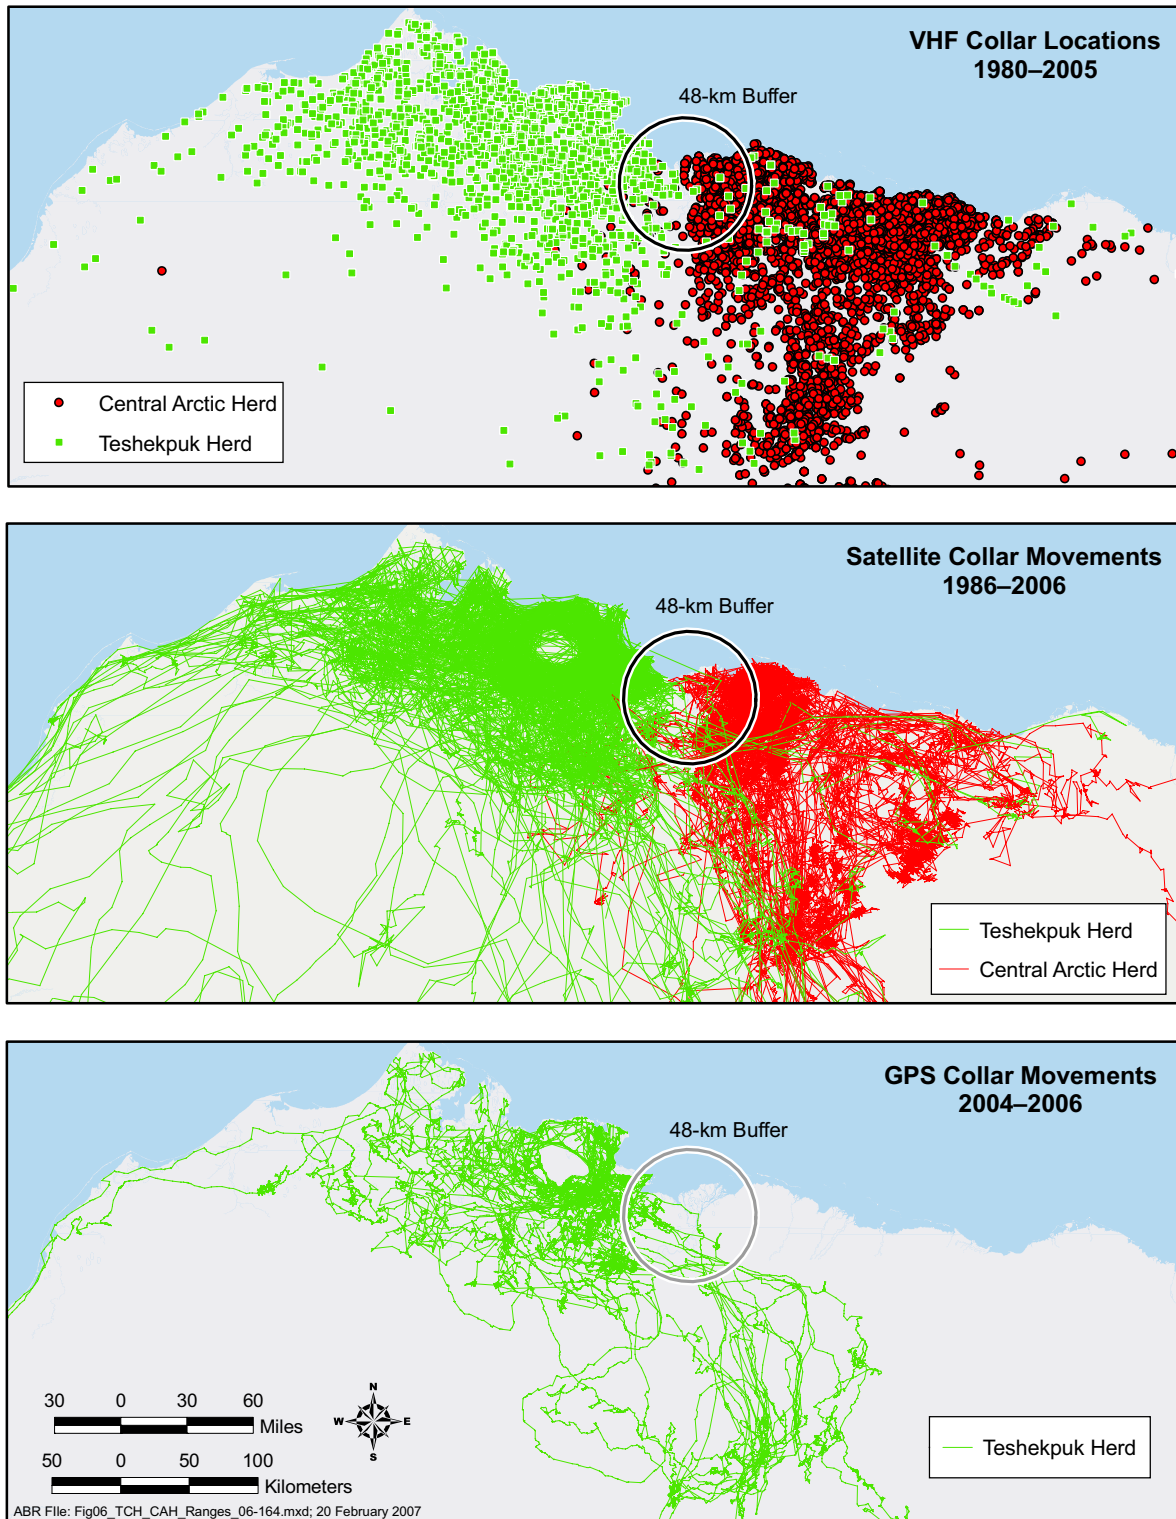 VHF Collar Locations
1980–2005
48-km Buffer
Central Arctic Herd
Teshekpuk Herd
Satellite Collar Movements
1986–2006
48-km Buffer
Teshekpuk Herd
Central Arctic Herd
GPS Collar Movements
2004–2006
48-km Buffer
30 0 30 60
Miles
50 0 50 100
Kilometers
N
W E
S
Teshekpuk Herd
ABR FIle: Fig06_TCH_CAH_Ranges_06-164.mxd; 20 February 2007